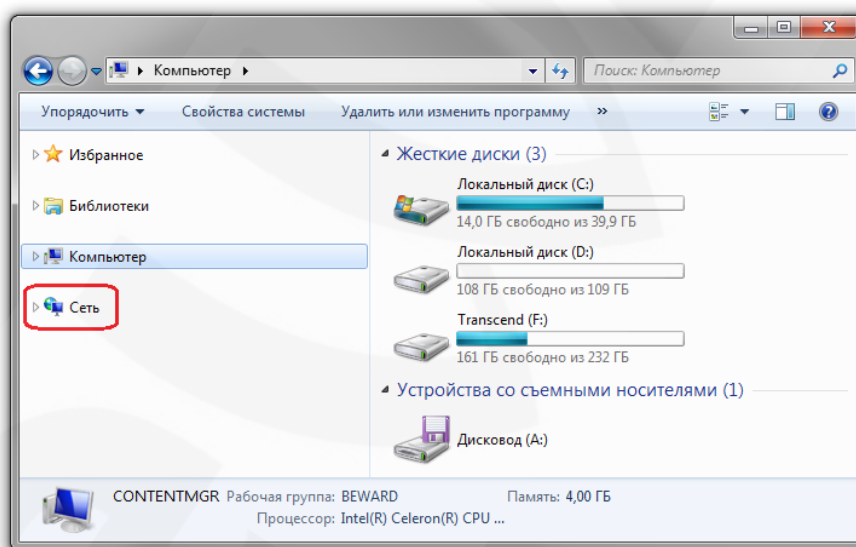 Компьютер
Поиск: Компьютер
Упорядочить
Свойства системы
Удалить или изменить программу
»
Избранное
Библиотеки
Компьютер
Сеть
Жесткие диски (3)
Локальный диск (C:)
14,0 ГБ свободно из 39,9 ГБ
Локальный диск (D:)
108 ГБ свободно из 109 ГБ
Transcend (F:)
161 ГБ свободно из 232 ГБ
Устройства со съемными носителями (1)
Дисковод (A:)
CONTENTMGR Рабочая группа: BEWARD Память: 4,00 ГБ
Процессор: Intel(R) Celeron(R) CPU ...